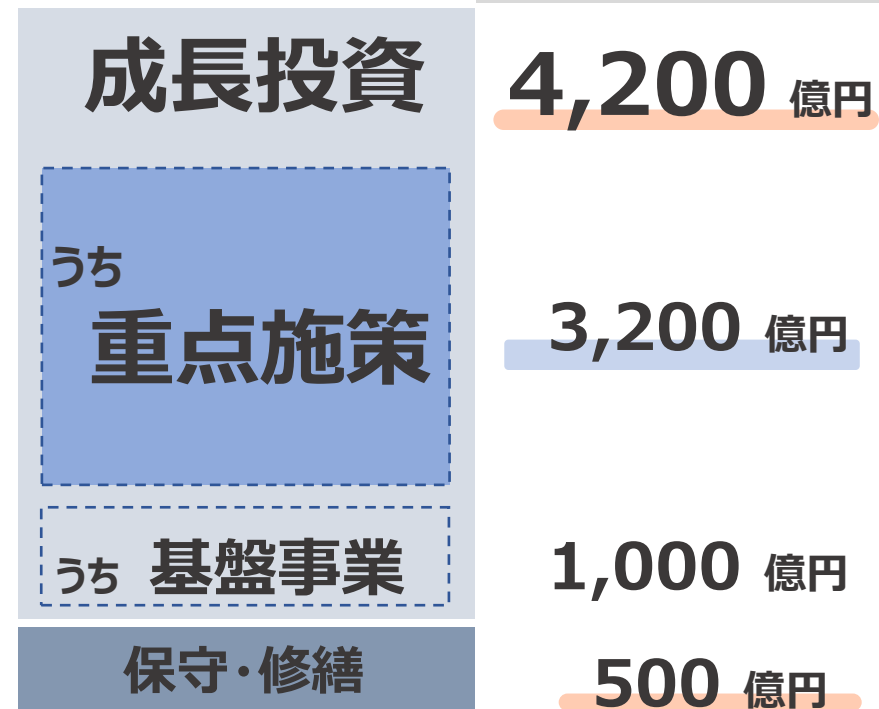 成長投資 4,200 億円
うち
重点施策 3,200 億円
うち 基盤事業 1,000 億円
保守・修繕 500 億円